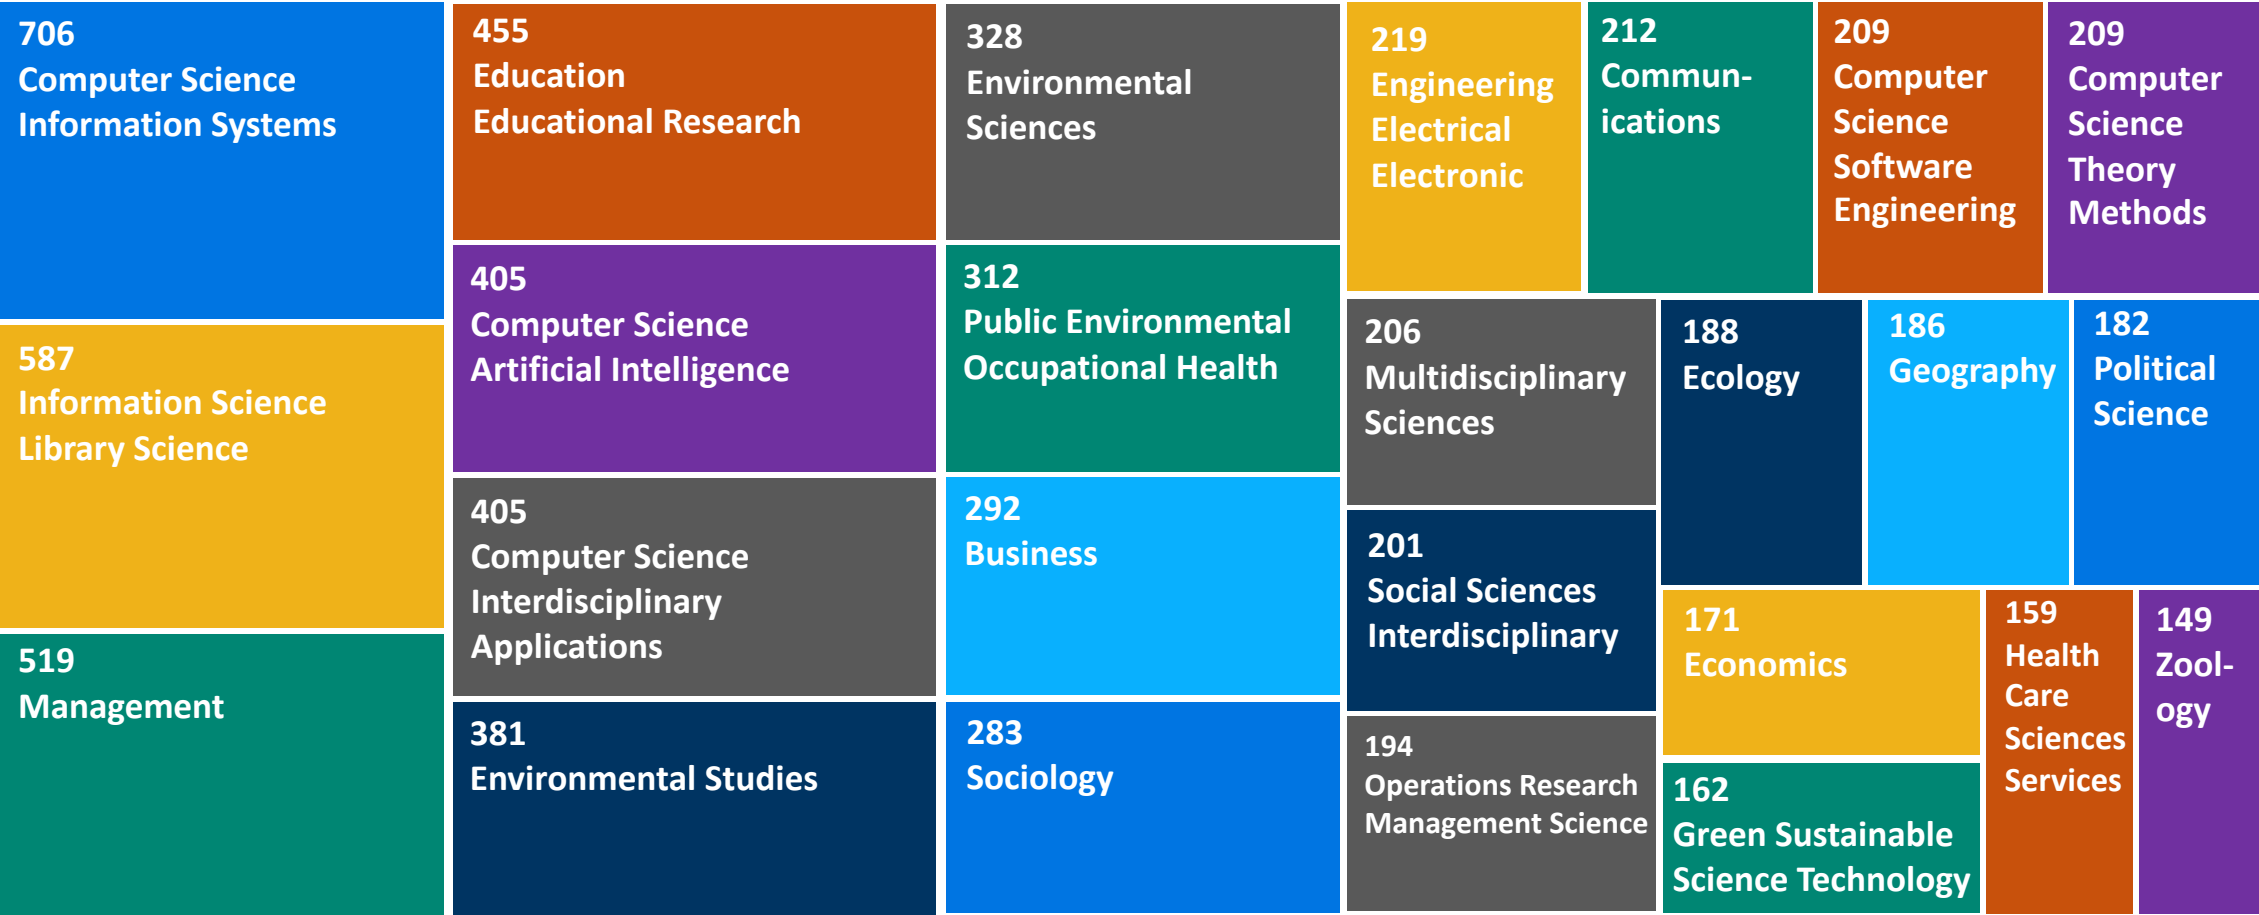 706
Computer Science
Information Systems
587
Information Science
Library Science
519
Management
455
Education
Educational Research
405
Computer Science
Artificial Intelligence
405
Computer Science
Interdisciplinary
Applications
381
Environmental Studies
328
Environmental
Sciences
312
Public Environmental
Occupational Health
292
Business
283
Sociology
219
Engineering
Electrical
Electronic
212
Commun-
ications
209
Computer
Science
Software
Engineering
209
Computer
Science
Theory
Methods
206
Multidisciplinary
Sciences
201
Social Sciences
Interdisciplinary
194
Operations Research
Management Science
188
Ecology
186
Geography
182
Political
Science
171
Economics
162
Green Sustainable
Science Technology
159
Health
Care
Sciences
Services
149
Zool-
ogy